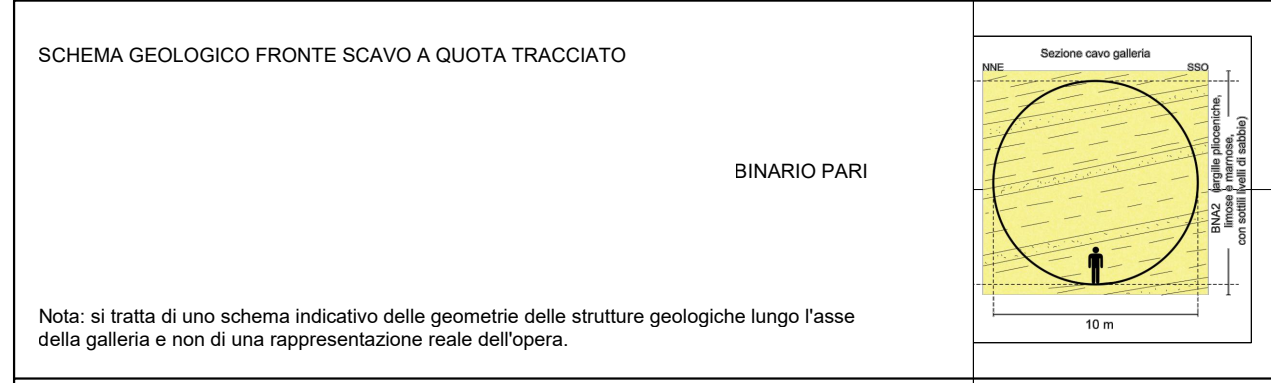 SCHEMA GEOLOGICO FRONTE SCAVO A QUOTA TRACCIATO
BINARIO PARI
Nota: si tratta di uno schema indicativo delle geometrie delle strutture geologiche lungo l'asse
della galleria e non di una rappresentazione reale dell'opera.
Sezione cavo galleria
NNE
SSO
BNA2 (argille plioceniche,
limose e marnose,
con sottili livelli di sabbie)
10 m